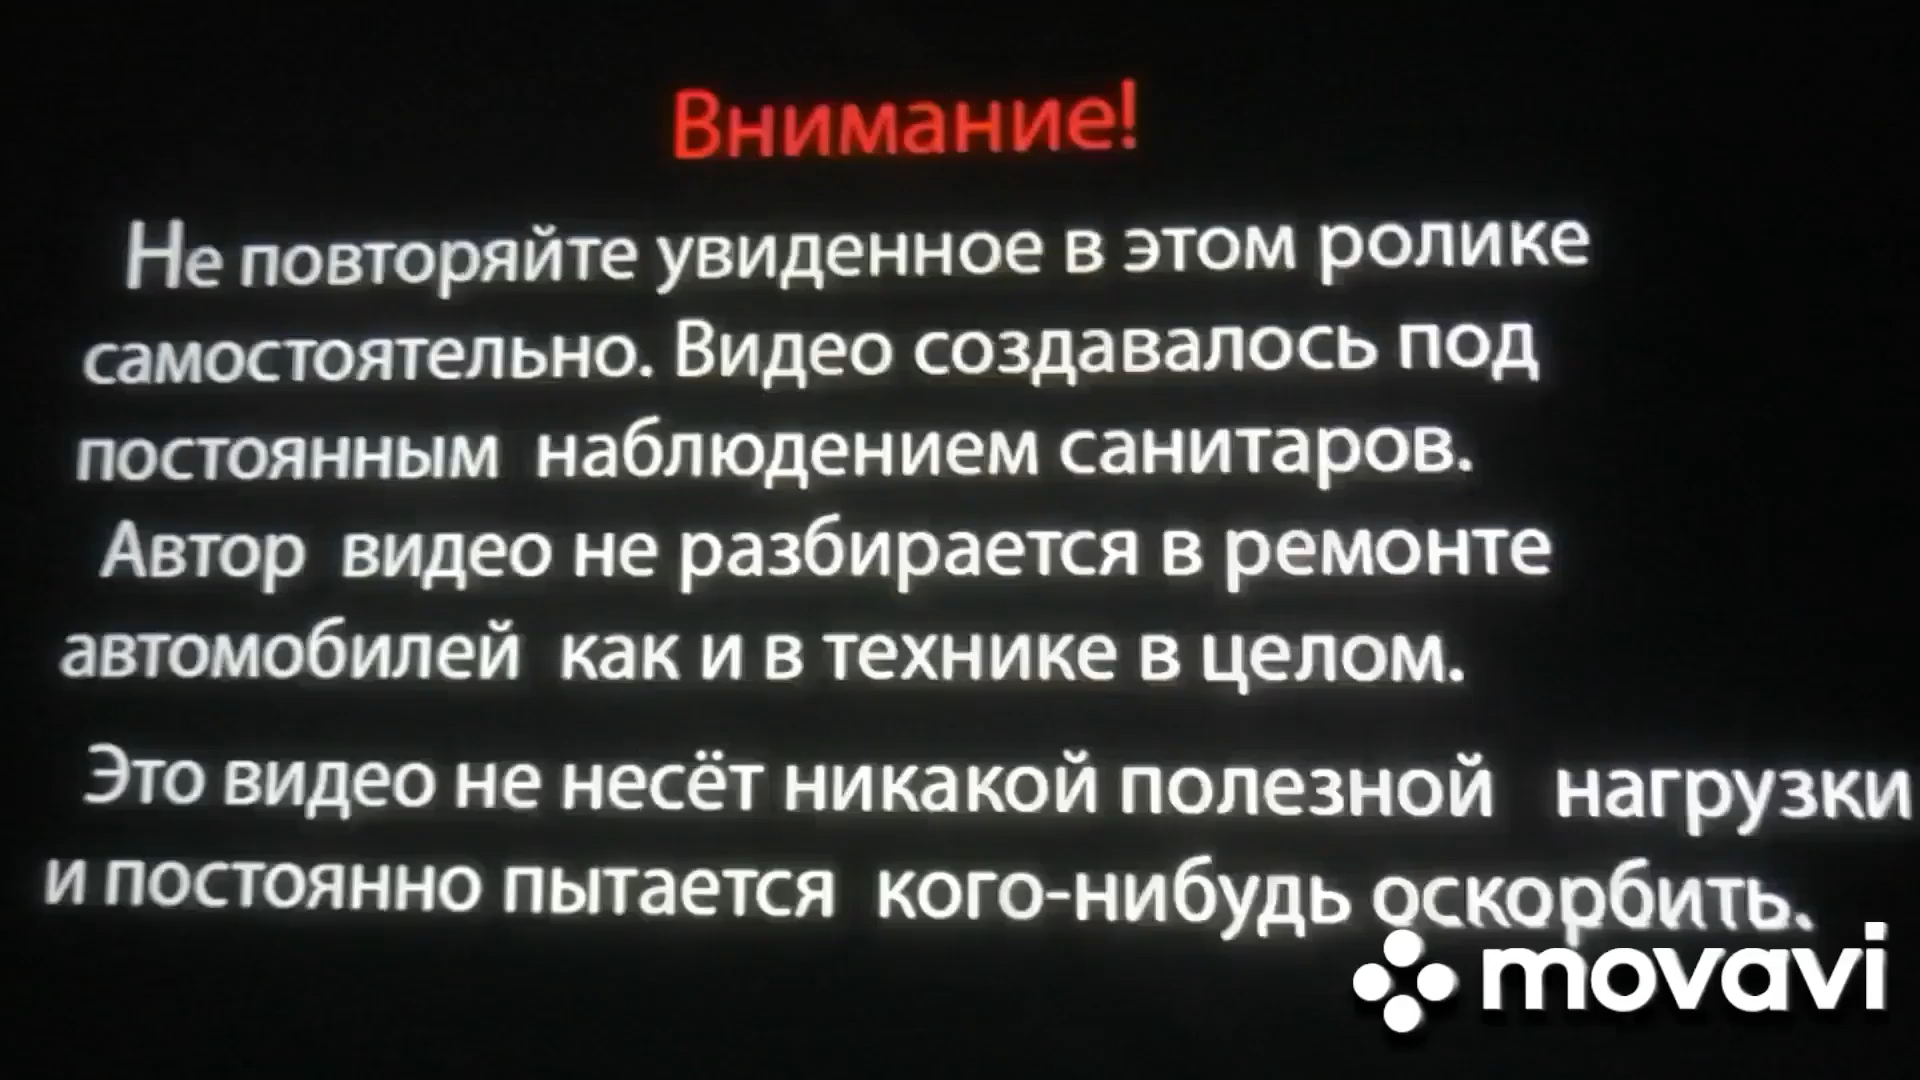 Внимание!
Не повторяйте увиденное в этом ролике
самостоятельно. Видео создавалось под
постоянным наблюдением санитаров.
Автор видео не разбирается в ремонте
автомобилей как и в технике в целом.
Это видео не несёт никакой полезной нагрузки
и постоянно пытается кого-нибудь оскорбить.
movavi